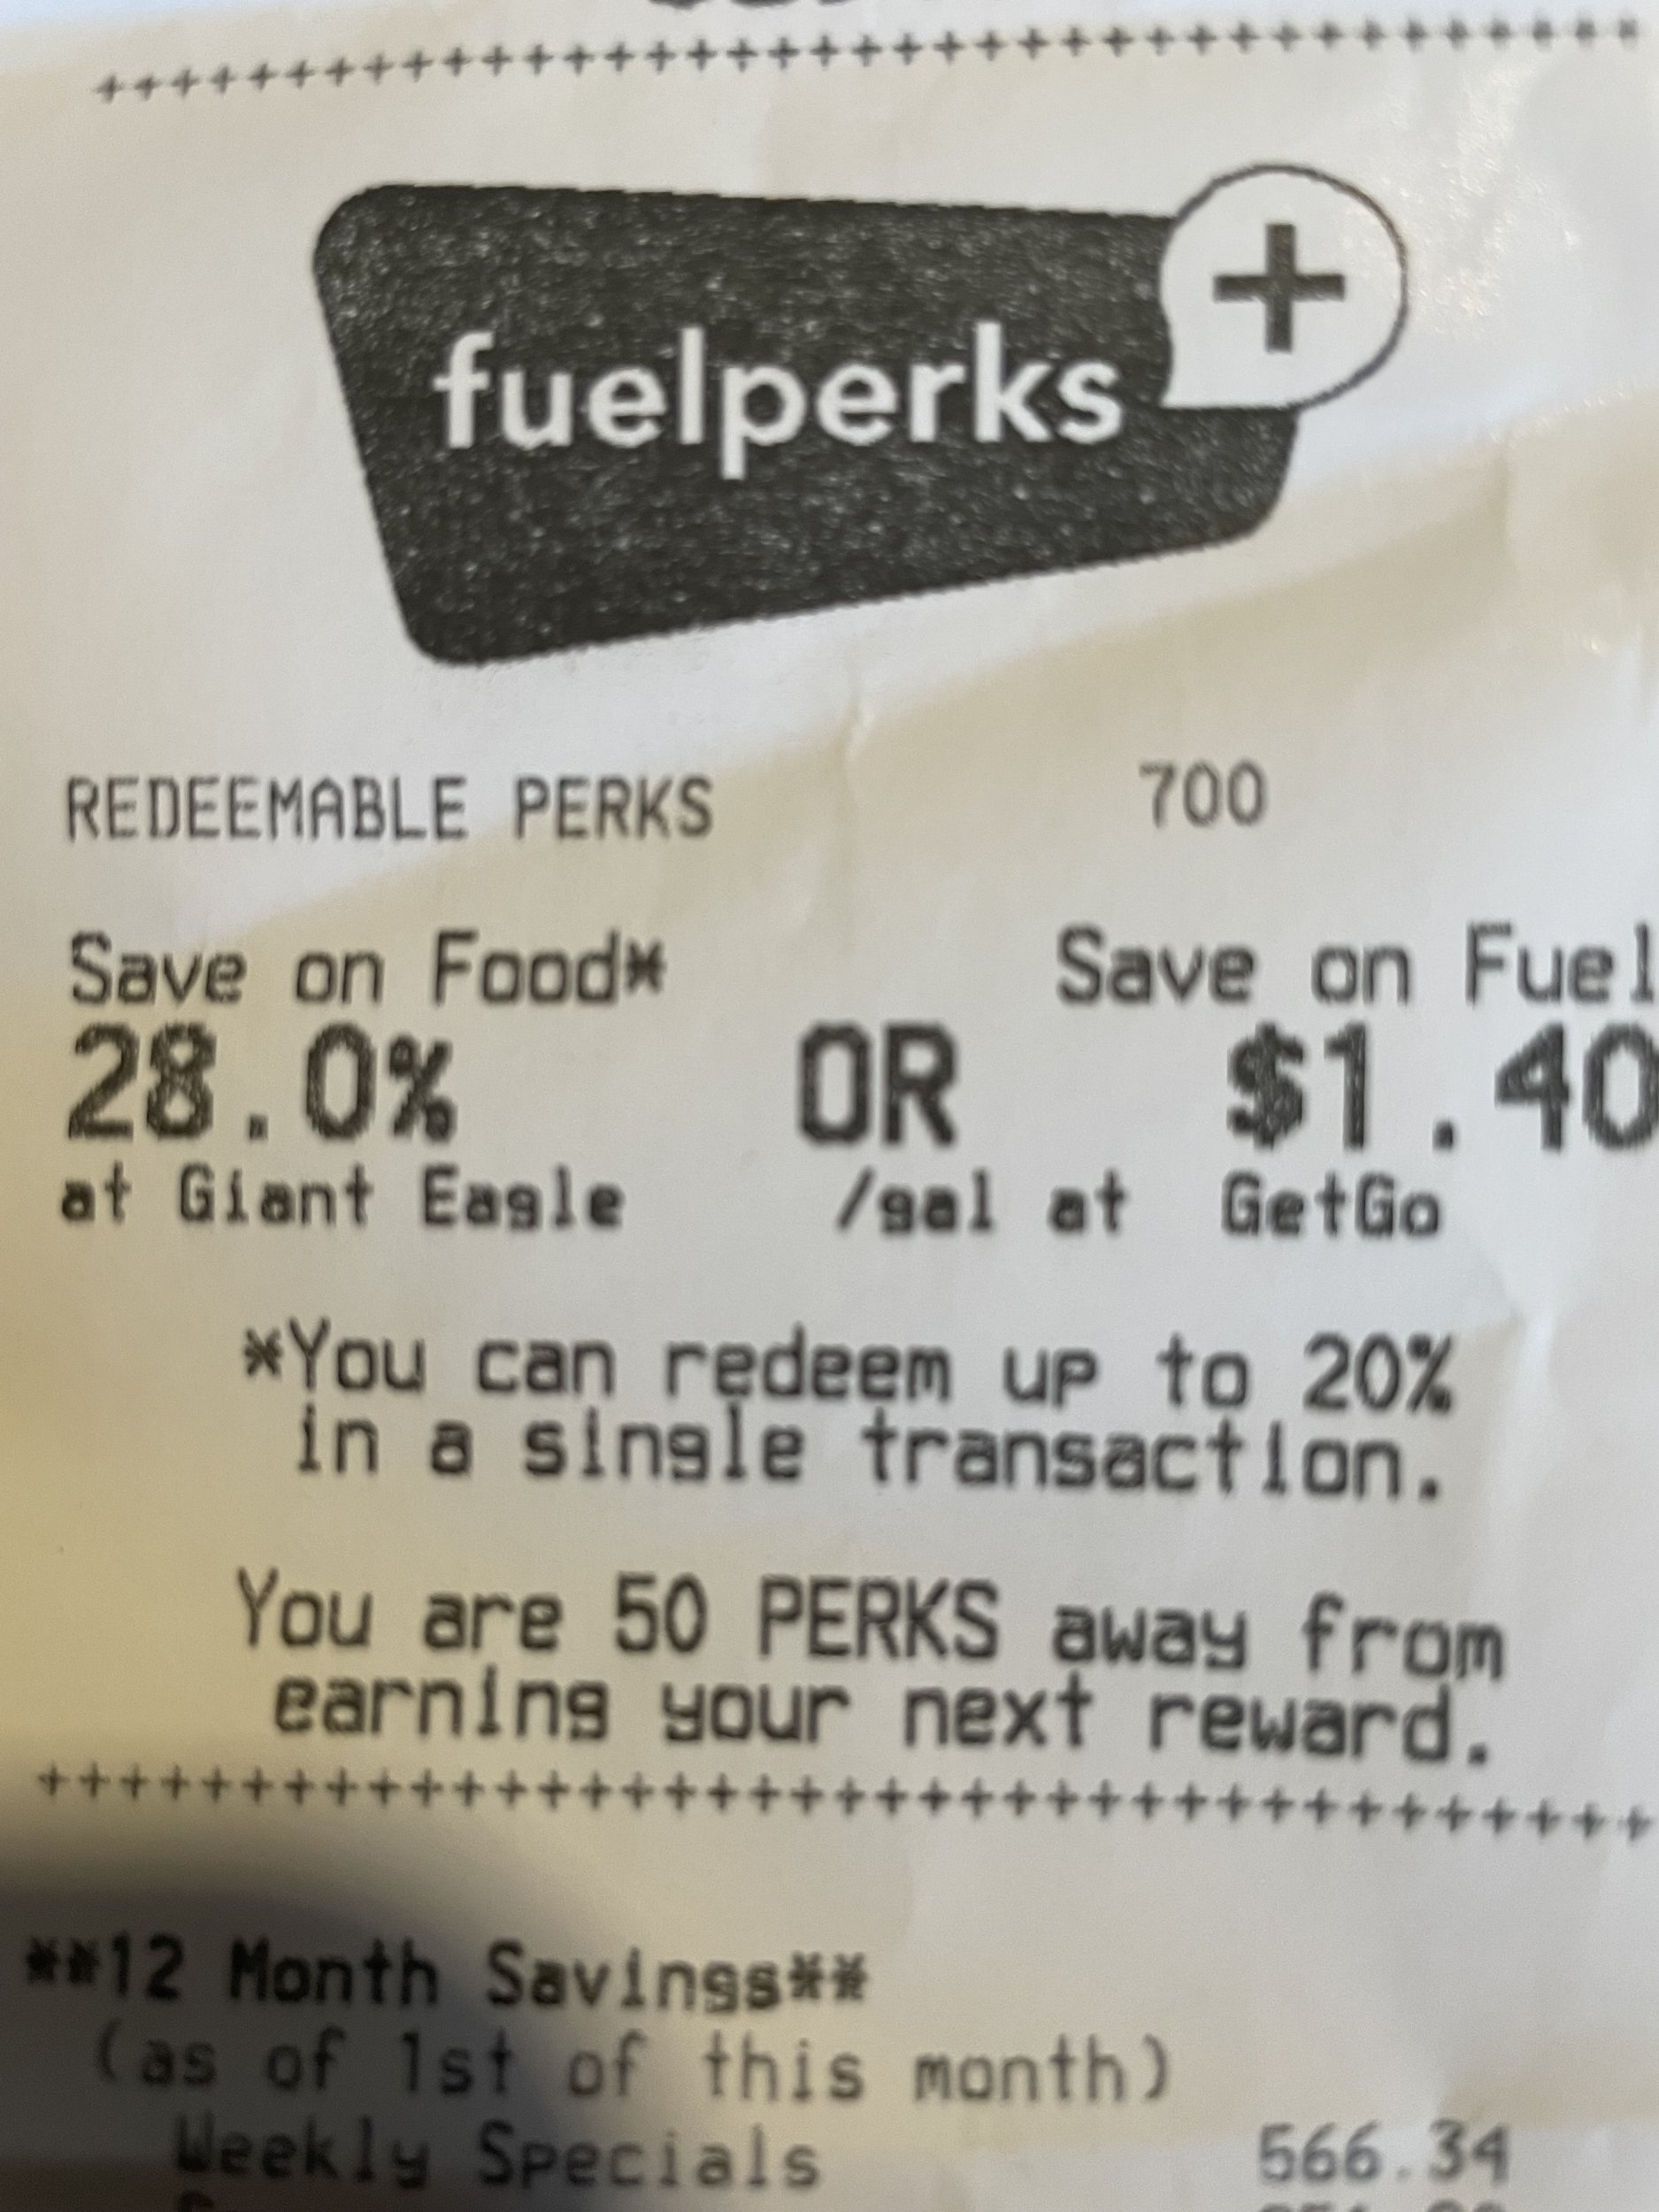 ++++++++++++++++++++++++++++++++++++++
fuelperks +
REDEEMABLE PERKS 700
Save on Food* Save on Fuel
28.0% OR $1.40
at Giant Eagle /gal at GetGo
*You can redeem up to 20%
in a single transaction.
You are 50 PERKS away from
earning your next reward.
++++++++++++++++++++++++++++++++++++++
**12 Month Savings**
(as of 1st of this month)
Weekly Specials 566.34